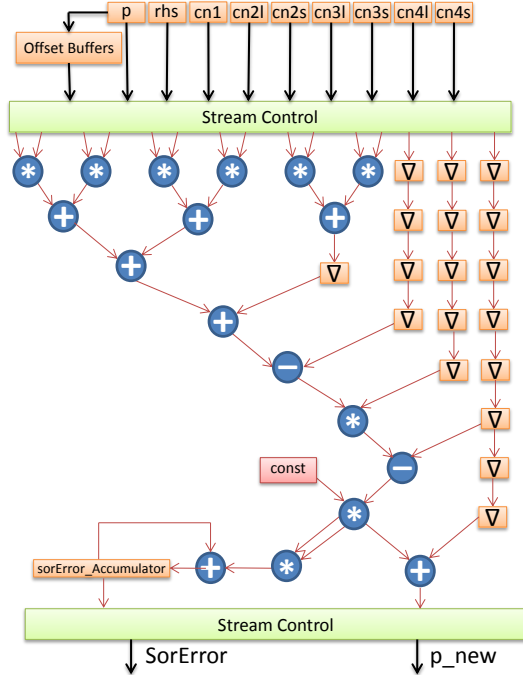 p rhs cn1 cn2l cn2s cn3l cn3s cn4l cn4s
Offset Buffers
Stream Control
* * * * * * ∇ ∇ ∇
+ + + ∇ ∇ ∇
+ ∇ ∇ ∇ ∇
+ ∇ ∇ ∇
− ∇ ∇
* ∇
const − ∇
* ∇
sorError_Accumulator + * +
Stream Control
SorError p_new